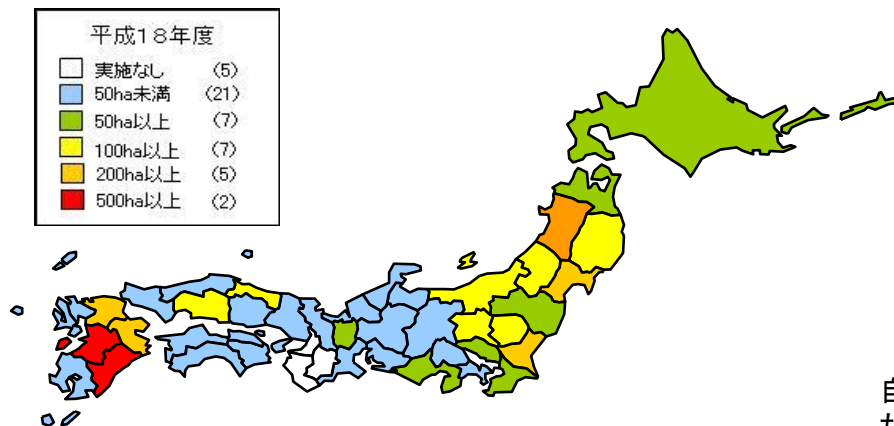 平成18年度
実施なし (5)
50ha未満 (21)
50ha以上 (7)
100ha以上 (7)
200ha以上 (5)
500ha以上 (2)